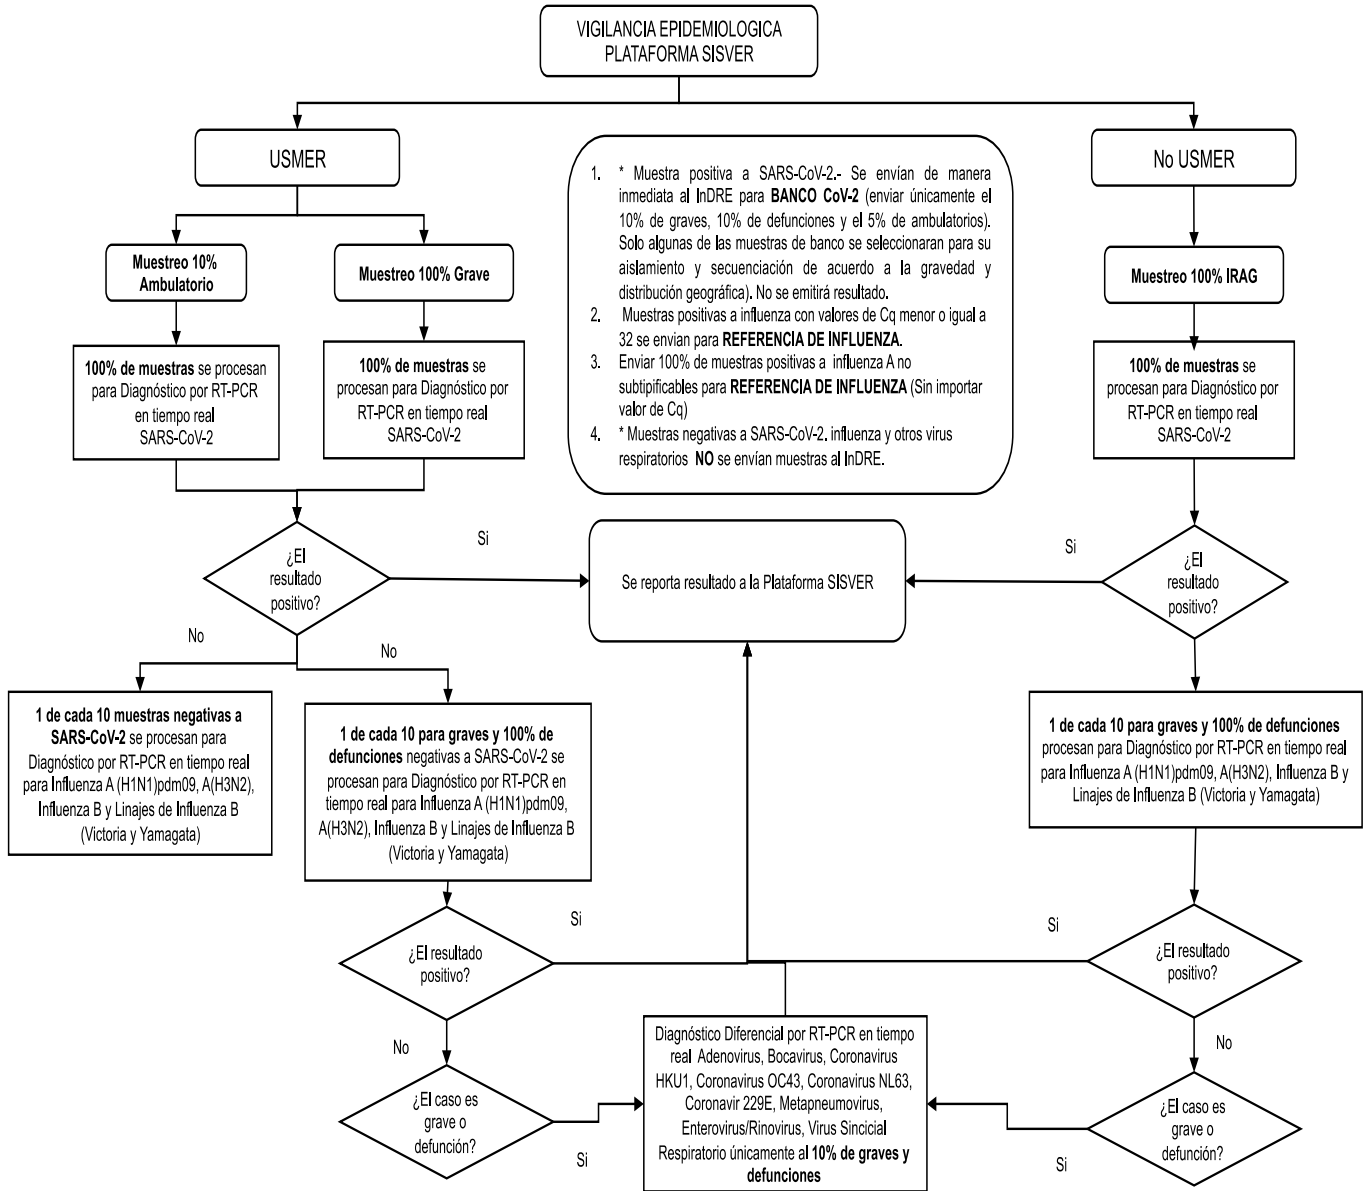 VIGILANCIA EPIDEMIOLOGICA
PLATAFORMA SISVER
USMER
No USMER
Muestreo 10%
Ambulatorio
Muestreo 100% Grave
Muestreo 100% IRAG
1. * Muestra positiva a SARS-CoV-2.- Se envían de manera
inmediata al InDRE para BANCO CoV-2 (enviar únicamente el
10% de graves, 10% de defunciones y el 5% de ambulatorios).
Solo algunas de las muestras de banco se seleccionaran para su
aislamiento y secuenciación de acuerdo a la gravedad y
distribución geográfica). No se emitirá resultado.
2. Muestras positivas a influenza con valores de Cq menor o igual a
32 se envian para REFERENCIA DE INFLUENZA.
3. Enviar 100% de muestras positivas a influenza A no
subtipificables para REFERENCIA DE INFLUENZA (Sin importar
valor de Cq)
4. * Muestras negativas a SARS-CoV-2. influenza y otros virus
respiratorios NO se envían muestras al InDRE.
100% de muestras se procesan
para Diagnóstico por RT-PCR
en tiempo real
SARS-CoV-2
100% de muestras se
procesan para Diagnóstico por
RT-PCR en tiempo real
SARS-CoV-2
100% de muestras se
procesan para Diagnóstico por
RT-PCR en tiempo real
SARS-CoV-2
¿El
resultado
positivo?
Si
Se reporta resultado a la Plataforma SISVER
Si
¿El
resultado
positivo?
No
No
1 de cada 10 muestras negativas a
SARS-CoV-2 se procesan para
Diagnóstico por RT-PCR en tiempo real
para Influenza A (H1N1)pdm09, A(H3N2),
Influenza B y Linajes de Influenza B
(Victoria y Yamagata)
1 de cada 10 para graves y 100% de
defunciones negativas a SARS-CoV-2 se
procesan para Diagnóstico por RT-PCR en
tiempo real para Influenza A (H1N1)pdm09,
A(H3N2), Influenza B y Linajes de Influenza B
(Victoria y Yamagata)
1 de cada 10 para graves y 100% de defunciones
procesan para Diagnóstico por RT-PCR en tiempo real
para Influenza A (H1N1)pdm09, A(H3N2), Influenza B y
Linajes de Influenza B (Victoria y Yamagata)
¿El resultado
positivo?
Si
Si
¿El resultado
positivo?
No
No
¿El caso es
grave o
defunción?
Si
Diagnóstico Diferencial por RT-PCR en tiempo
real Adenovirus, Bocavirus, Coronavirus
HKU1, Coronavirus OC43, Coronavirus NL63,
Coronavir 229E, Metapneumovirus,
Enterovirus/Rinovirus, Virus Sincicial
Respiratorio únicamente al 10% de graves y
defunciones
Si
¿El caso es
grave o
defunción?